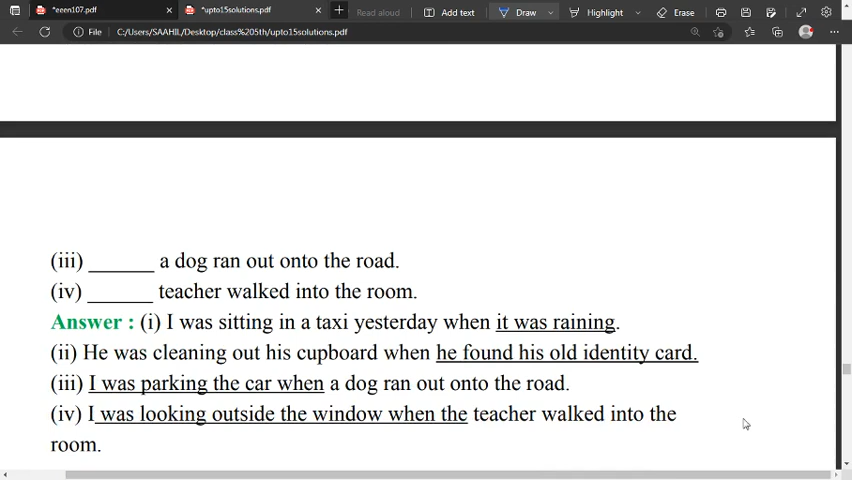 *eeen107.pdf
*upto15solutions.pdf
Read aloud
Add text
Draw
Highlight
Erase
File
C:/Users/SAAHIL/Desktop/class%205th/upto15solutions.pdf
(iii) ______ a dog ran out onto the road.
(iv) ______ teacher walked into the room.
Answer : (i) I was sitting in a taxi yesterday when it was raining.
(ii) He was cleaning out his cupboard when he found his old identity card.
(iii) I was parking the car when a dog ran out onto the road.
(iv) I was looking outside the window when the teacher walked into the
room.